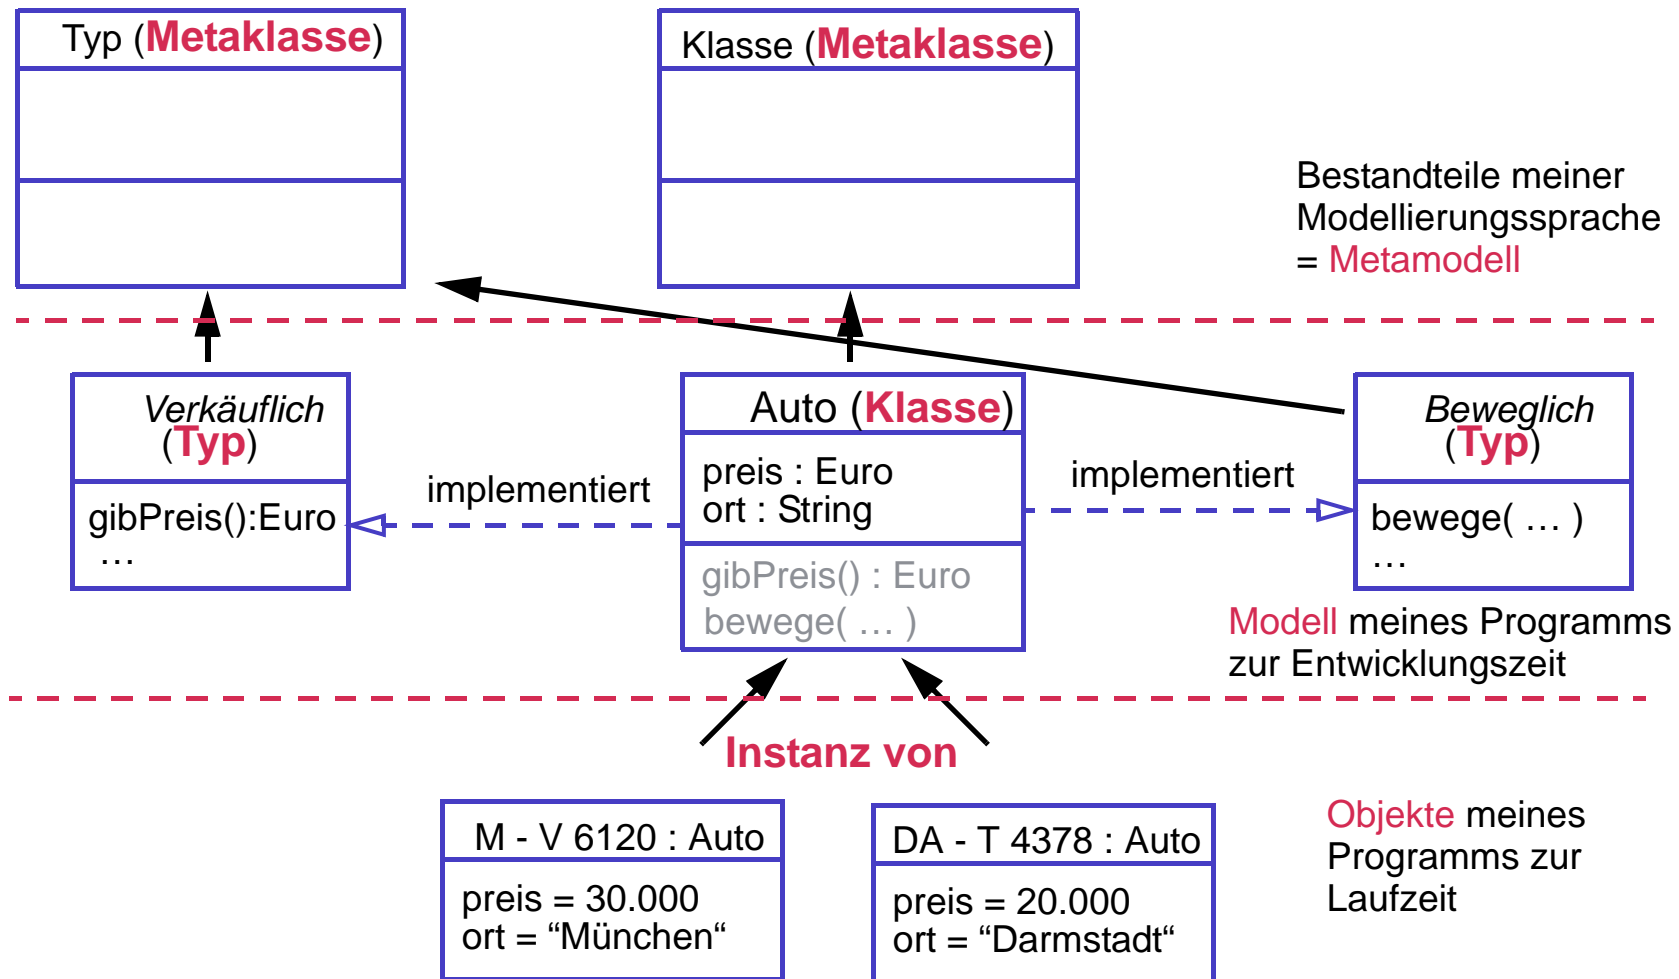 Typ (Metaklasse)
Klasse (Metaklasse)
Bestandteile meiner
Modellierungssprache
= Metamodell
Verkäuflich
(Typ)
gibPreis():Euro
…
implementiert
Auto (Klasse)
preis : Euro
ort : String
gibPreis() : Euro
bewege( … )
implementiert
Beweglich
(Typ)
bewege( … )
…
Modell meines Programms
zur Entwicklungszeit
Instanz von
M - V 6120 : Auto
preis = 30.000
ort = “München“
DA - T 4378 : Auto
preis = 20.000
ort = “Darmstadt“
Objekte meines
Programms zur
Laufzeit